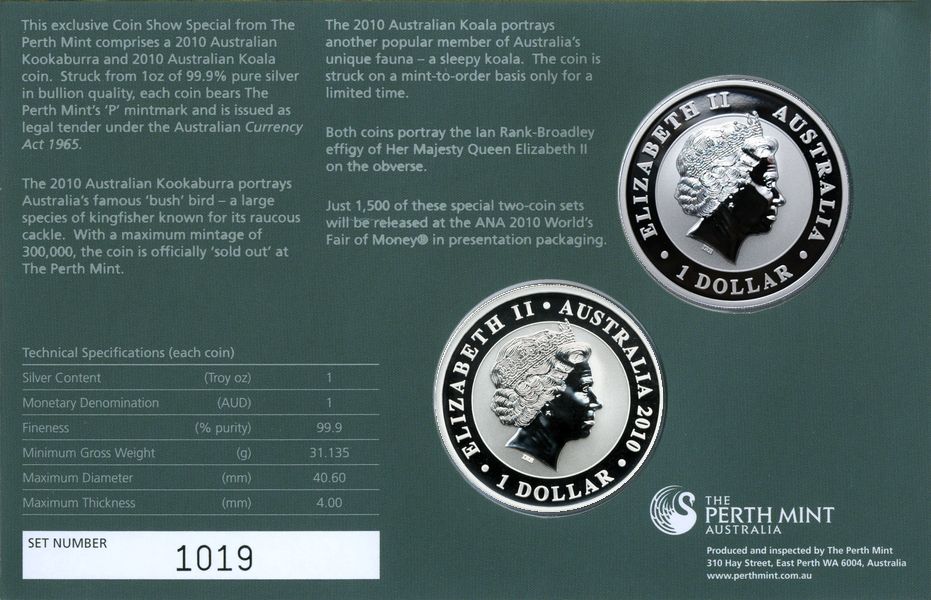 This exclusive Coin Show Special from The
Perth Mint comprises a 2010 Australian
Kookaburra and 2010 Australian Koala
coin. Struck from 1oz of 99.9% pure silver
in bullion quality, each coin bears The
Perth Mint's 'P' mintmark and is issued as
legal tender under the Australian Currency
Act 1965.
The 2010 Australian Kookaburra portrays
Australia's famous 'bush' bird – a large
species of kingfisher known for its raucous
cackle. With a maximum mintage of
300,000, the coin is officially 'sold out' at
The Perth Mint.
The 2010 Australian Koala portrays
another popular member of Australia's
unique fauna – a sleepy koala. The coin is
struck on a mint-to-order basis only for a
limited time.
Both coins portray the Ian Rank-Broadley
effigy of Her Majesty Queen Elizabeth II
on the obverse.
Just 1,500 of these special two-coin sets
will be released at the ANA 2010 World's
Fair of Money® in presentation packaging.
ELIZABETH II AUSTRALIA
• 1 DOLLAR •
IRB
ELIZABETH II • AUSTRALIA 2010
• 1 DOLLAR •
IRB
Technical Specifications (each coin)
Silver Content (Troy oz) 1
Monetary Denomination (AUD) 1
Fineness (% purity) 99.9
Minimum Gross Weight (g) 31.135
Maximum Diameter (mm) 40.60
Maximum Thickness (mm) 4.00
SET NUMBER
1019
THE
PERTH MINT
AUSTRALIA
Produced and inspected by The Perth Mint
310 Hay Street, East Perth WA 6004, Australia
www.perthmint.com.au